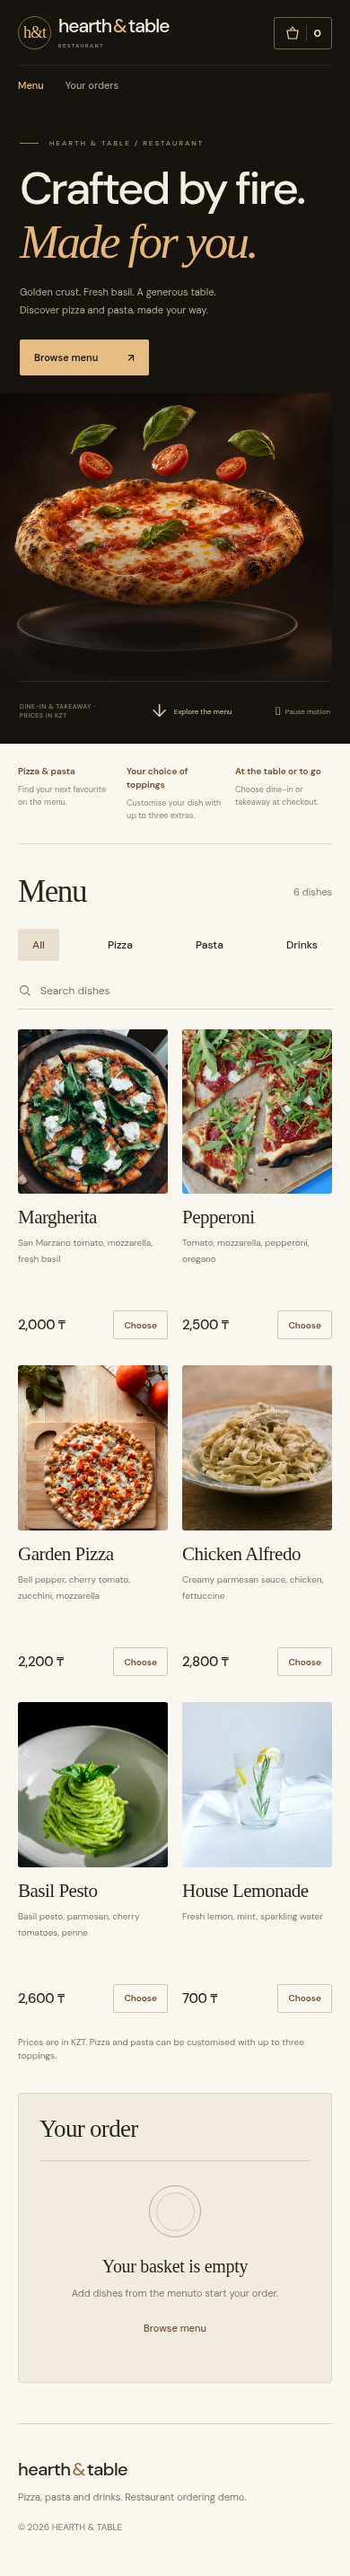 h&t
hearth&table
RESTAURANT
0
Menu
Your orders
HEARTH & TABLE / RESTAURANT
Crafted by fire.
Made for you.
Golden crust. Fresh basil. A generous table.
Discover pizza and pasta, made your way.
Browse menu
DINE-IN & TAKEAWAY ·
PRICES IN KZT
Explore the menu
Pause motion
Pizza & pasta
Find your next favourite
on the menu.
Your choice of
toppings
Customise your dish with
up to three extras.
At the table or to go
Choose dine-in or
takeaway at checkout.
Menu
6 dishes
All
Pizza
Pasta
Drinks
Search dishes
Margherita
San Marzano tomato, mozzarella,
fresh basil
2,000 ₸
Choose
Pepperoni
Tomato, mozzarella, pepperoni,
oregano
2,500 ₸
Choose
Garden Pizza
Bell pepper, cherry tomato,
zucchini, mozzarella
2,200 ₸
Choose
Chicken Alfredo
Creamy parmesan sauce, chicken,
fettuccine
2,800 ₸
Choose
Basil Pesto
Basil pesto, parmesan, cherry
tomatoes, penne
2,600 ₸
Choose
House Lemonade
Fresh lemon, mint, sparkling water
700 ₸
Choose
Prices are in KZT. Pizza and pasta can be customised with up to three
toppings.
Your order
Your basket is empty
Add dishes from the menuto start your order.
Browse menu
hearth&table
Pizza, pasta and drinks. Restaurant ordering demo.
© 2026 HEARTH & TABLE